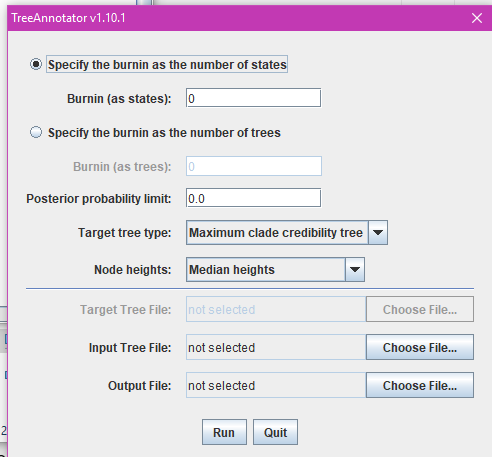 TreeAnnotator v1.10.1
Specify the burnin as the number of states
Burnin (as states): 0
Specify the burnin as the number of trees
Burnin (as trees): 0
Posterior probability limit: 0.0
Target tree type: Maximum clade credibility tree
Node heights: Median heights
Target Tree File: not selected Choose File...
Input Tree File: not selected Choose File...
Output File: not selected Choose File...
2
Run Quit